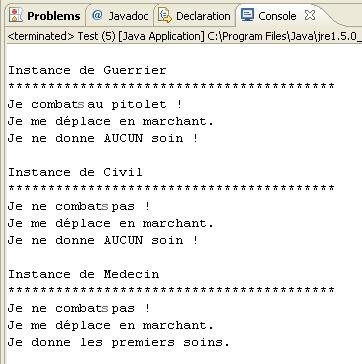 Problems @ Javadoc Declaration Console
<terminated> Test (5) [Java Application] C:\Program Files\Java\jre1.5.0_
Instance de Guerrier
*****************************************
Je combats au pitolet !
Je me déplace en marchant.
Je ne donne AUCUN soin !
Instance de Civil
*****************************************
Je ne combats pas !
Je me déplace en marchant.
Je ne donne AUCUN soin !
Instance de Medecin
*****************************************
Je ne combats pas !
Je me déplace en marchant.
Je donne les premiers soins.